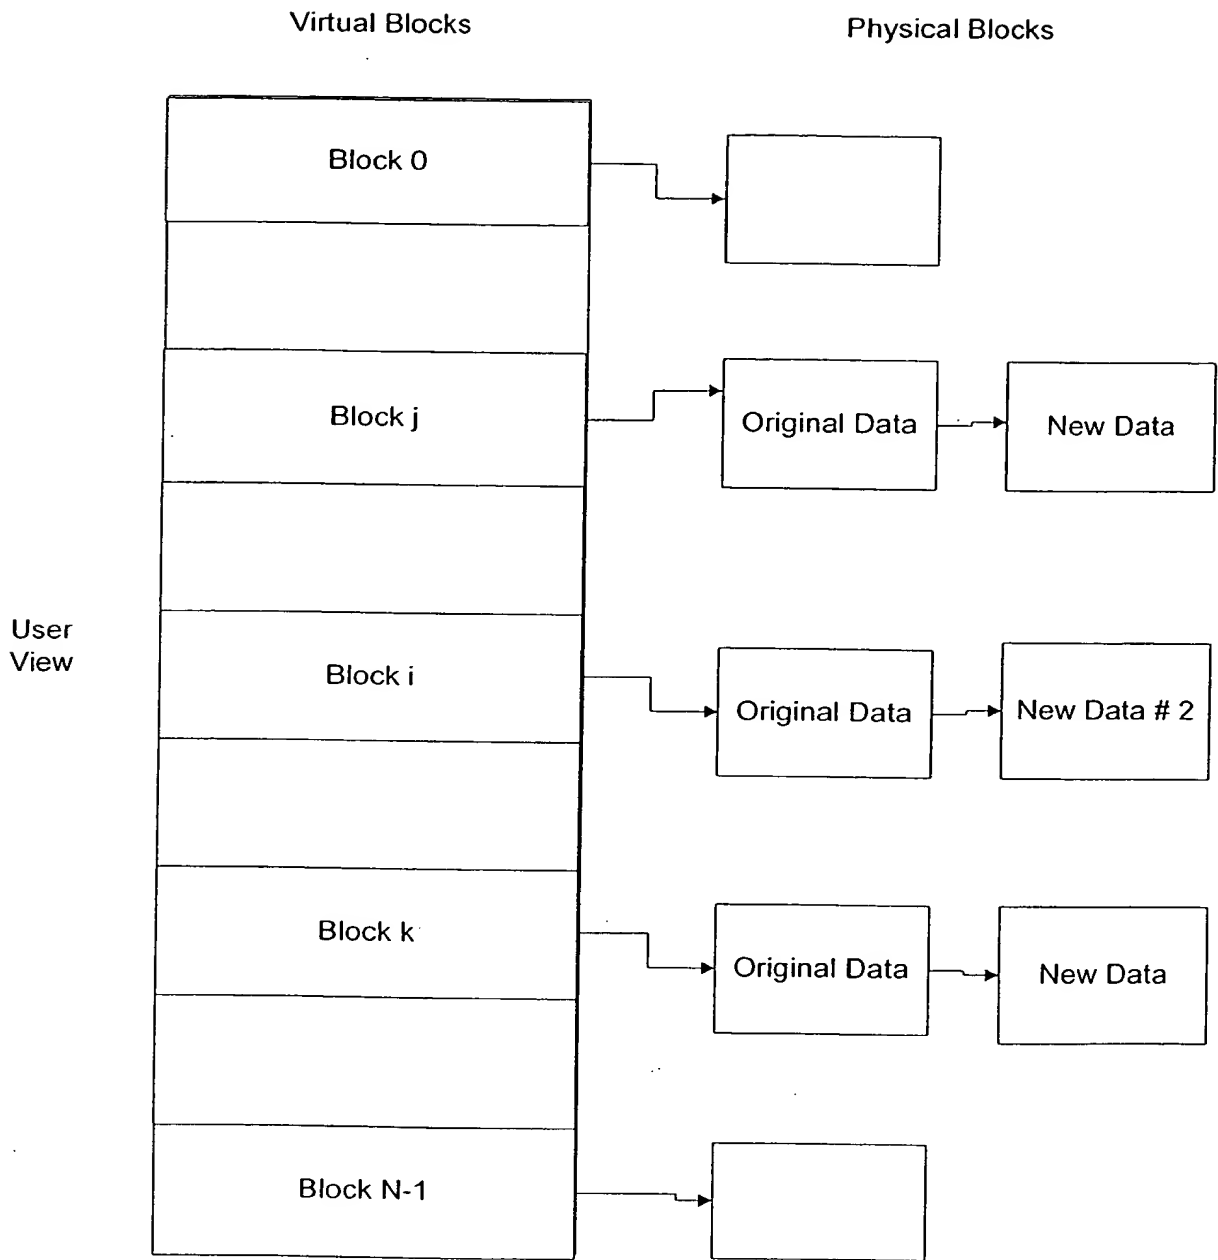 Virtual Blocks
Physical Blocks
Block 0
Block j
Original Data
New Data
User
View
Block i
Original Data
New Data # 2
Block k
Original Data
New Data
Block N-1